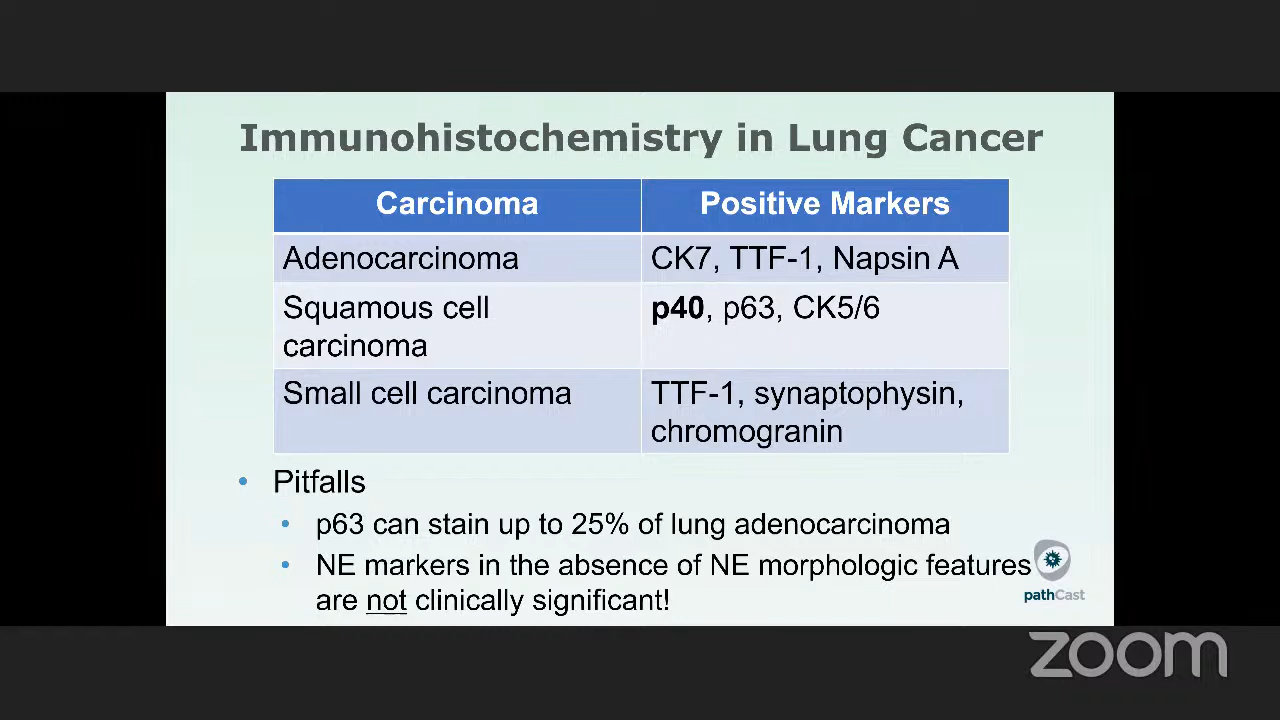 Immunohistochemistry in Lung Cancer
Carcinoma
Positive Markers
Adenocarcinoma
CK7, TTF-1, Napsin A
Squamous cell
carcinoma
p40, p63, CK5/6
Small cell carcinoma
TTF-1, synaptophysin,
chromogranin
• Pitfalls
• p63 can stain up to 25% of lung adenocarcinoma
• NE markers in the absence of NE morphologic features
are not clinically significant!
pathCast
zoom